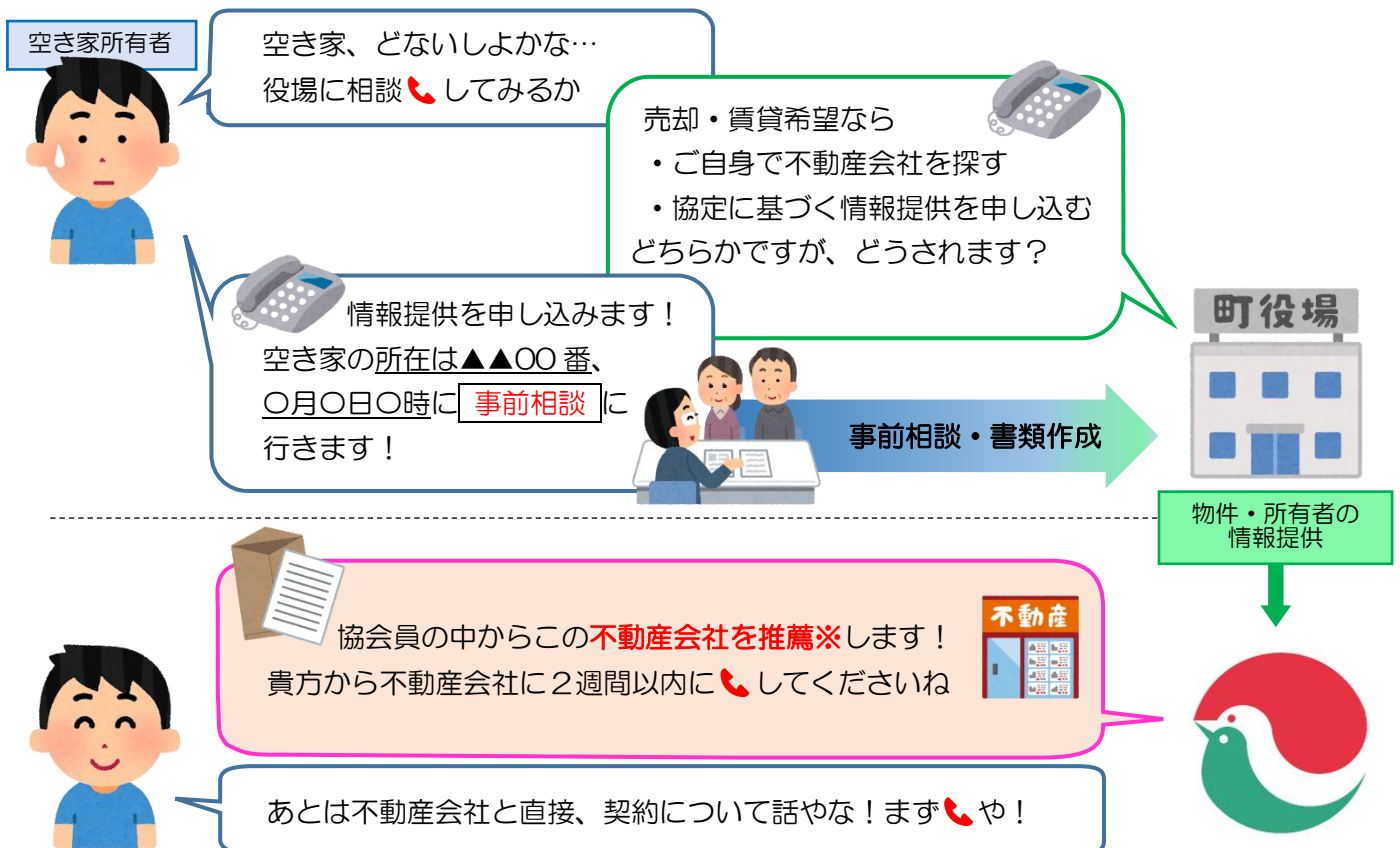 空き家所有者
空き家、どないしよかな…
役場に相談📞してみるか
売却・賃貸希望なら
・ご自身で不動産会社を探す
・協定に基づく情報提供を申し込む
どちらかですが、どうされます？
情報提供を申し込みます！
空き家の所在は▲▲〇〇番、
〇月〇日〇時に 事前相談 に
行きます！
町役場
事前相談・書類作成
物件・所有者の
情報提供
不動産
協会員の中からこの不動産会社を推薦※します！
貴方から不動産会社に２週間以内に📞してくださいね
あとは不動産会社と直接、契約について話やな！まず📞や！